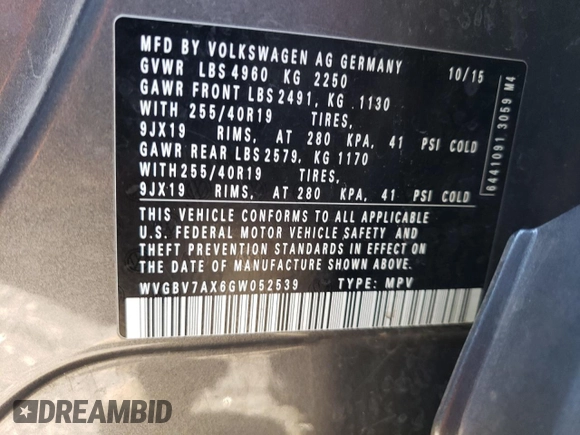 MFD BY VOLKSWAGEN AG GERMANY
GVWR LBS 4960 KG 2250 10/15
GAWR FRONT LBS 2491, KG 1130
WITH 255/40R19 TIRES,
9JX19 RIMS, AT 280 KPA, 41 PSI COLD
GAWR REAR LBS 2579, KG 1170
WITH255/40R19 TIRES,
9JX19 RIMS, AT 280 KPA, 41 PSI COLD
THIS VEHICLE CONFORMS TO ALL APPLICABLE
U.S. FEDERAL MOTOR VEHICLE SAFETY AND
THEFT PREVENTION STANDARDS IN EFFECT ON
THE DATE OF MANUFACTURE SHOWN ABOVE.
WVGBV7AX6GW052539 TYPE: MPV
6441091 3059 M4
DREAMBID